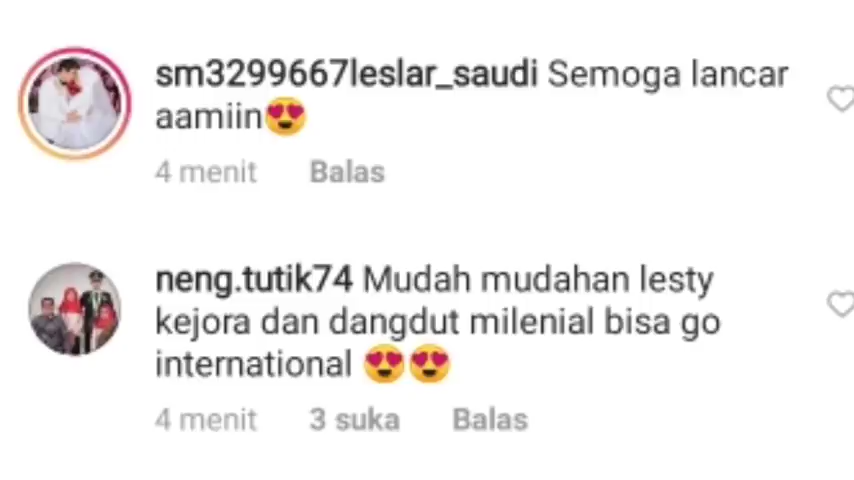 sm3299667leslar_saudi Semoga lancar
aamiin😍
4 menit Balas
neng.tutik74 Mudah mudahan lesty
kejora dan dangdut milenial bisa go
international 😍😍
4 menit 3 suka Balas